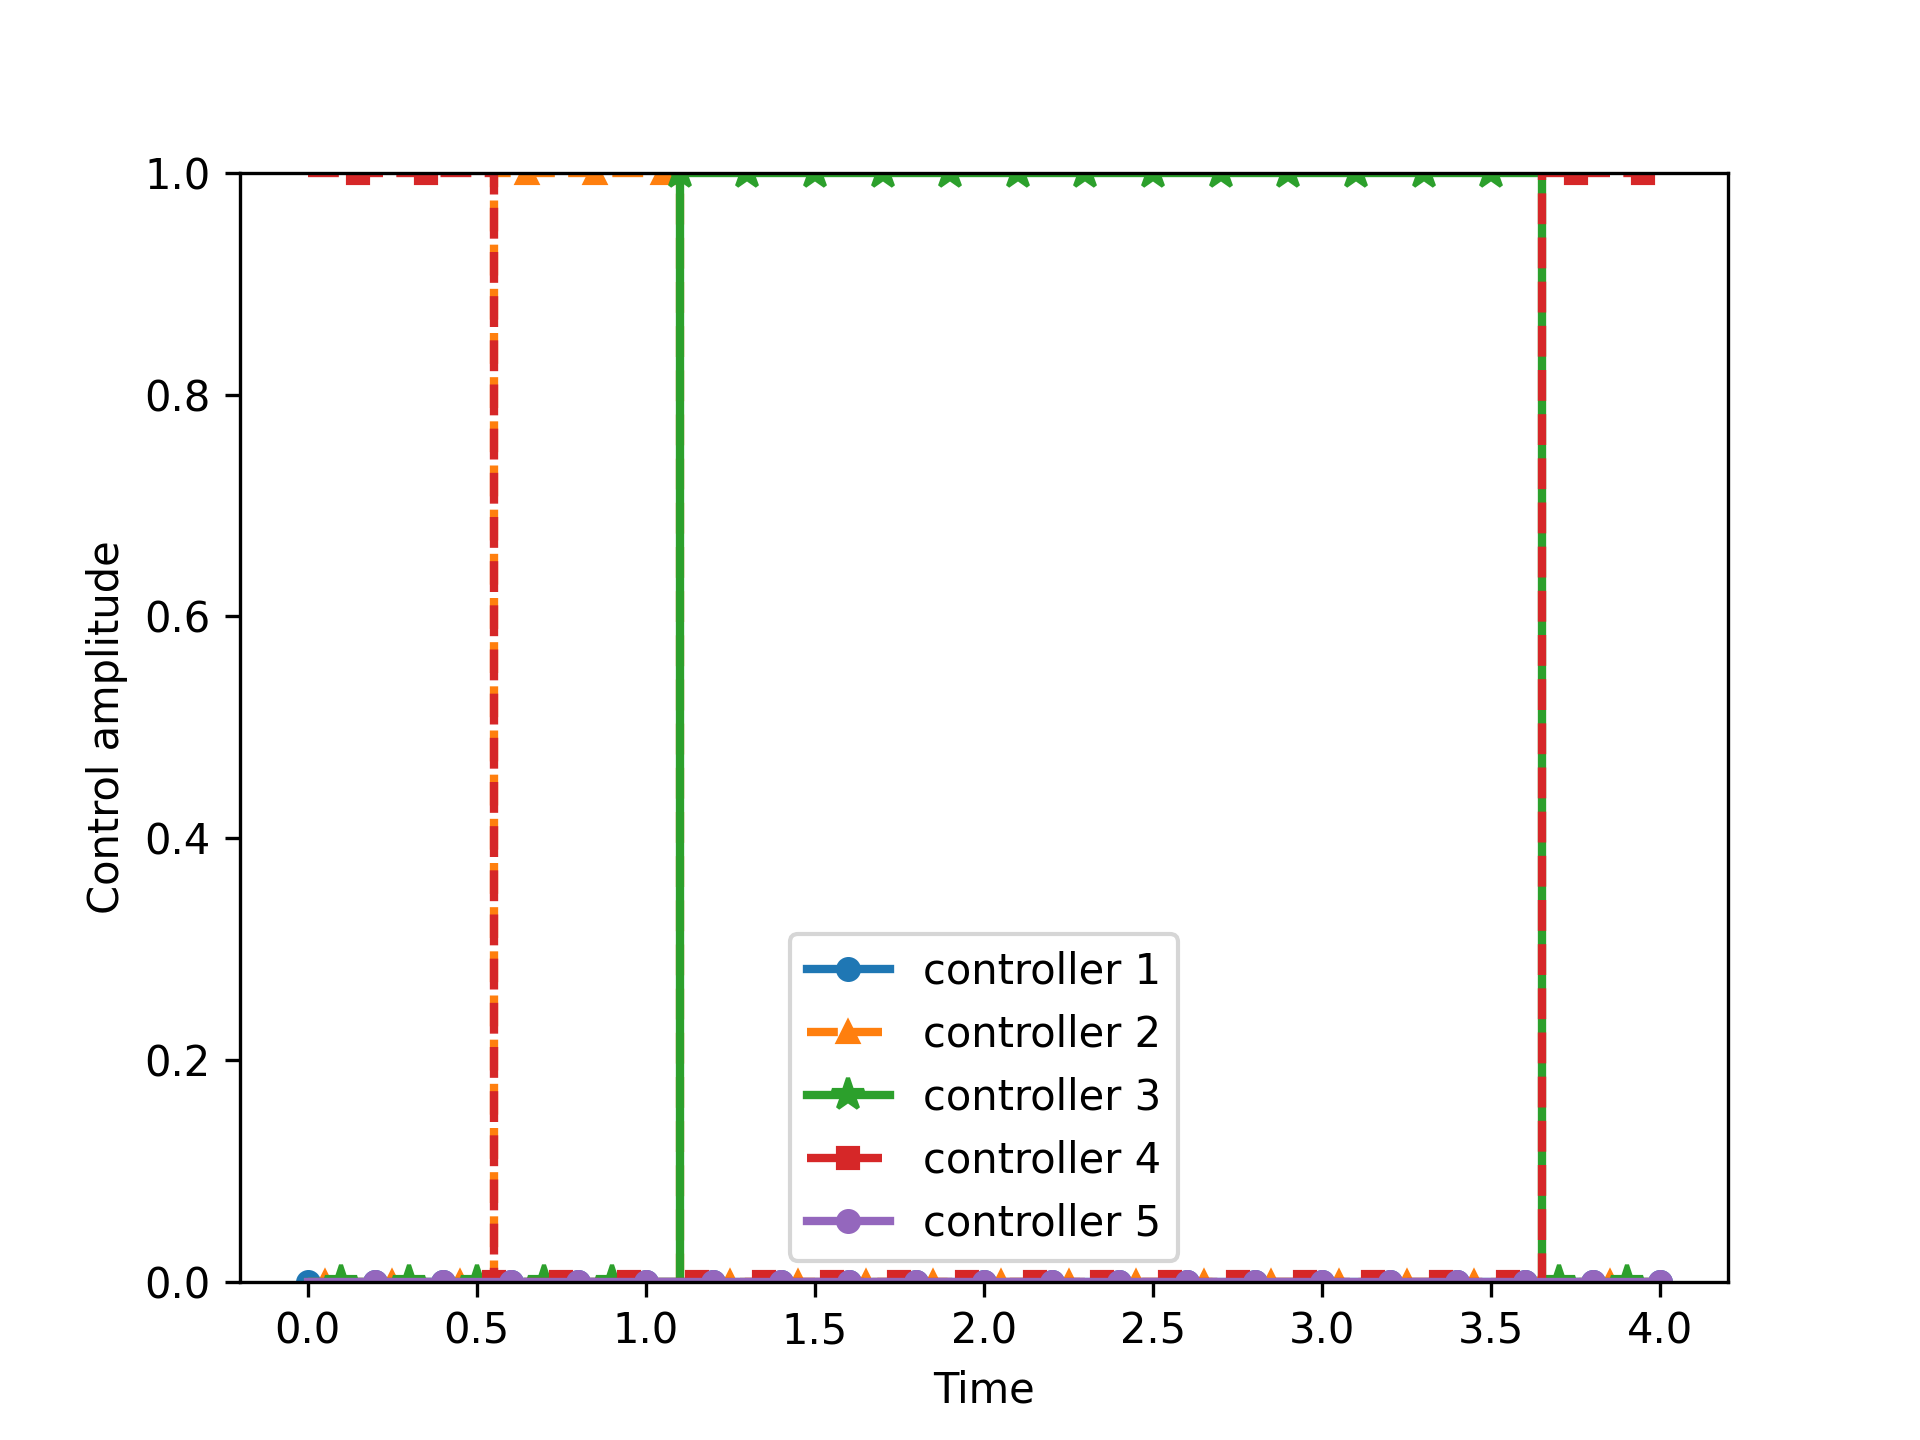 1.0
0.8
0.6
0.4
0.2
0.0
Control amplitude
controller 1
controller 2
controller 3
controller 4
controller 5
0.0 0.5 1.0 1.5 2.0 2.5 3.0 3.5 4.0
Time